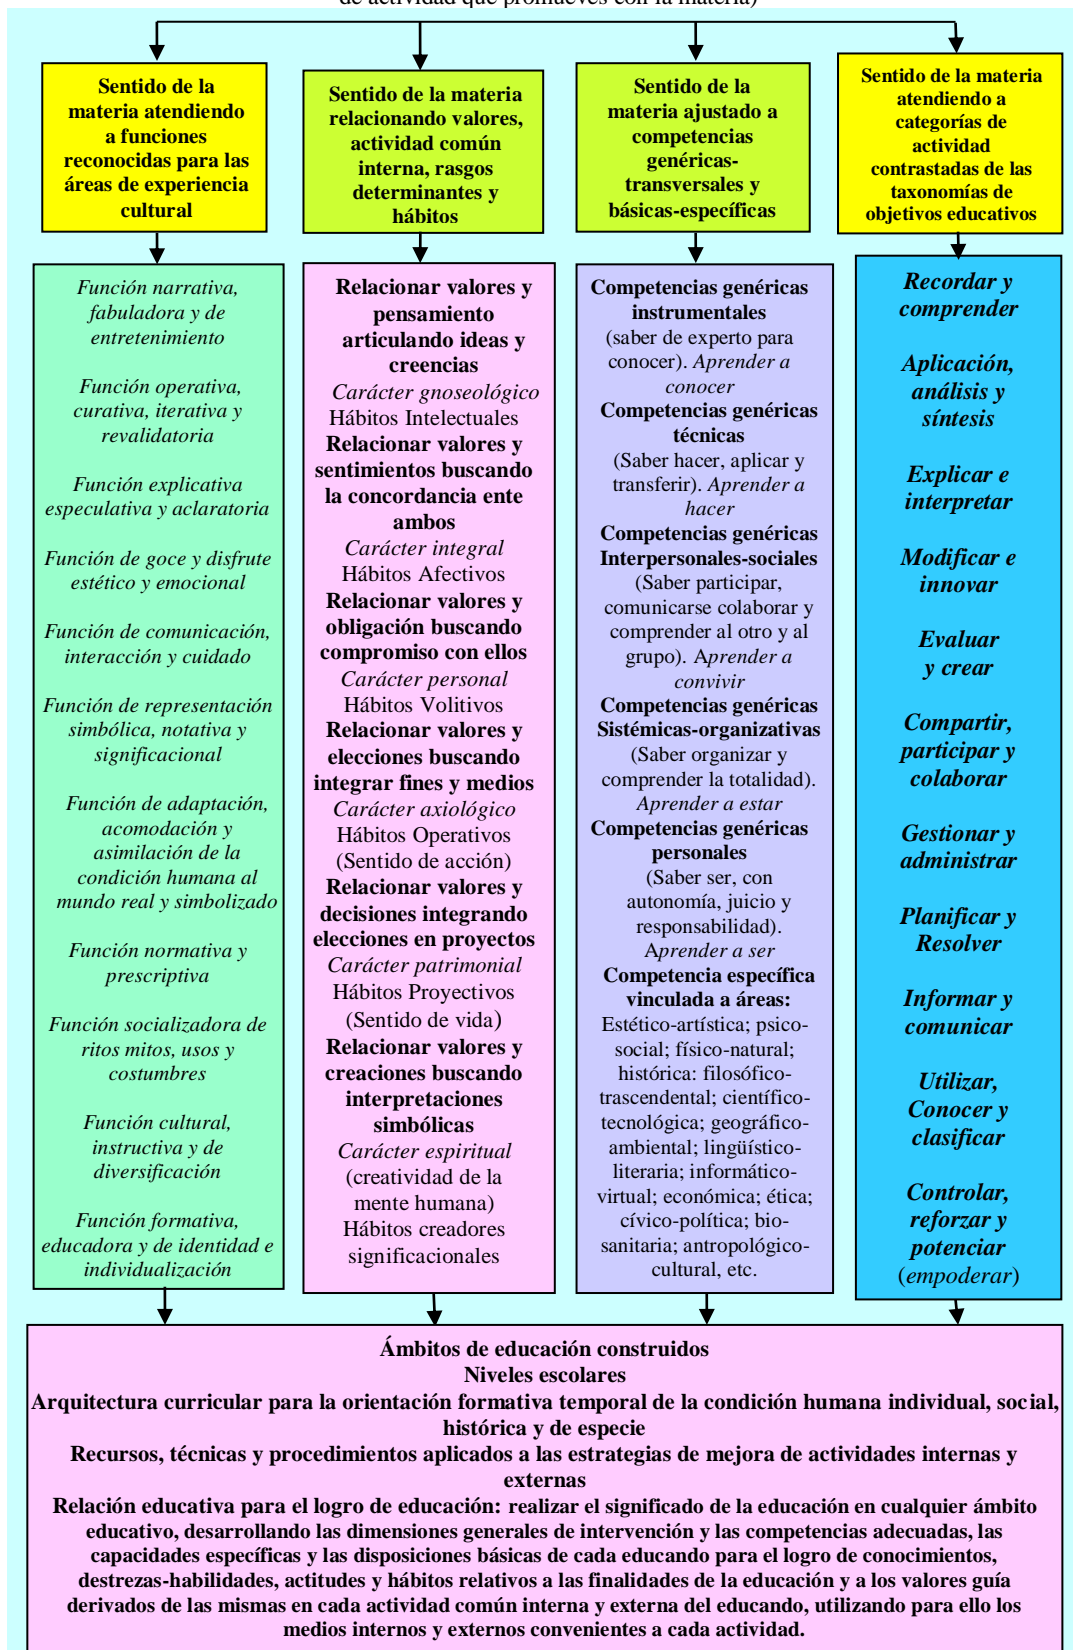 de actividad que promueves con la materia)
Sentido de la
materia atendiendo
a funciones
reconocidas para las
áreas de experiencia
cultural
Sentido de la materia
relacionando valores,
actividad común
interna, rasgos
determinantes y
hábitos
Sentido de la
materia ajustado a
competencias
genéricas-
transversales y
básicas-específicas
Sentido de la materia
atendiendo a
categorías de
actividad
contrastadas de las
taxonomías de
objetivos educativos
Función narrativa,
fabuladora y de
entretenimiento
Función operativa,
curativa, iterativa y
revalidatoria
Función explicativa
especulativa y aclaratoria
Función de goce y disfrute
estético y emocional
Función de comunicación,
interacción y cuidado
Función de representación
simbólica, notativa y
significacional
Función de adaptación,
acomodación y
asimilación de la
condición humana al
mundo real y simbolizado
Función normativa y
prescriptiva
Función socializadora de
ritos mitos, usos y
costumbres
Función cultural,
instructiva y de
diversificación
Función formativa,
educadora y de identidad e
individualización
Relacionar valores y
pensamiento
articulando ideas y
creencias
Carácter gnoseológico
Hábitos Intelectuales
Relacionar valores y
sentimientos buscando
la concordancia ente
ambos
Carácter integral
Hábitos Afectivos
Relacionar valores y
obligación buscando
compromiso con ellos
Carácter personal
Hábitos Volitivos
Relacionar valores y
elecciones buscando
integrar fines y medios
Carácter axiológico
Hábitos Operativos
(Sentido de acción)
Relacionar valores y
decisiones integrando
elecciones en proyectos
Carácter patrimonial
Hábitos Proyectivos
(Sentido de vida)
Relacionar valores y
creaciones buscando
interpretaciones
simbólicas
Carácter espiritual
(creatividad de la
mente humana)
Hábitos creadores
significacionales
Competencias genéricas
instrumentales
(saber de experto para
conocer). Aprender a
conocer
Competencias genéricas
técnicas
(Saber hacer, aplicar y
transferir). Aprender a
hacer
Competencias genéricas
Interpersonales-sociales
(Saber participar,
comunicarse colaborar y
comprender al otro y al
grupo). Aprender a
convivir
Competencias genéricas
Sistémicas-organizativas
(Saber organizar y
comprender la totalidad).
Aprender a estar
Competencias genéricas
personales
(Saber ser, con
autonomía, juicio y
responsabilidad).
Aprender a ser
Competencia específica
vinculada a áreas:
Estético-artística; psico-
social; físico-natural;
histórica: filosófico-
trascendental; científico-
tecnológica; geográfico-
ambiental; lingüístico-
literaria; informático-
virtual; económica; ética;
cívico-política; bio-
sanitaria; antropológico-
cultural, etc.
Recordar y
comprender
Aplicación,
análisis y
síntesis
Explicar e
interpretar
Modificar e
innovar
Evaluar
y crear
Compartir,
participar y
colaborar
Gestionar y
administrar
Planificar y
Resolver
Informar y
comunicar
Utilizar,
Conocer y
clasificar
Controlar,
reforzar y
potenciar
(empoderar)
Ámbitos de educación construidos
Niveles escolares
Arquitectura curricular para la orientación formativa temporal de la condición humana individual, social,
histórica y de especie
Recursos, técnicas y procedimientos aplicados a las estrategias de mejora de actividades internas y
externas
Relación educativa para el logro de educación: realizar el significado de la educación en cualquier ámbito
educativo, desarrollando las dimensiones generales de intervención y las competencias adecuadas, las
capacidades específicas y las disposiciones básicas de cada educando para el logro de conocimientos,
destrezas-habilidades, actitudes y hábitos relativos a las finalidades de la educación y a los valores guía
derivados de las mismas en cada actividad común interna y externa del educando, utilizando para ello los
medios internos y externos convenientes a cada actividad.